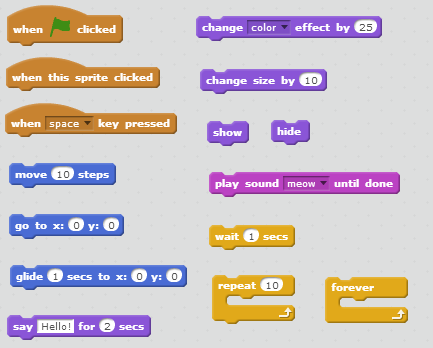 when clicked
when this sprite clicked
when space key pressed
move 10 steps
go to x: 0 y: 0
glide 1 secs to x: 0 y: 0
say Hello! for 2 secs
change color effect by 25
change size by 10
show
hide
play sound meow until done
wait 1 secs
repeat 10
forever